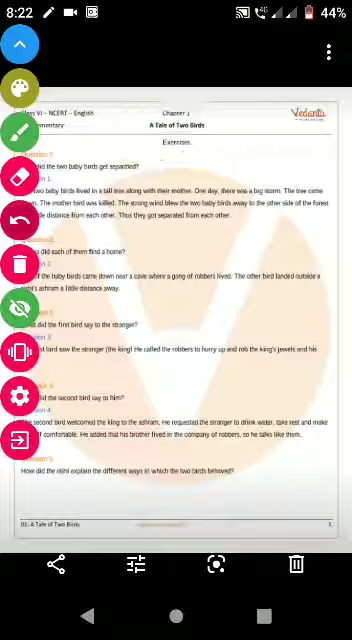 8:22
4G
44%
Class VI – NCERT – English
Chapter 1
Vedantu
A Tale of Two Birds
Exercises
did the two baby birds get separated?
1:
two baby birds lived in a tall tree along with their mother. One day, there was a big storm. The tree came
The mother bird was killed. The strong wind blew the two baby birds away to the other side of the forest
distance from each other. Thus they got separated from each other.
did each of them find a home?
of the baby birds came down near a cave where a gang of robbers lived. The other bird landed outside a
ashram a little distance away.
did the first bird say to the stranger?
3:
bird saw the stranger (the king) He called the robbers to hurry up and rob the king's jewels and his
did the second bird say to him?
4:
second bird welcomed the king to the ashram. He requested the stranger to drink water, take rest and make
comfortable. He added that his brother lived in the company of robbers, so he talks like them.
How did the rishi explain the different ways in which the two birds behaved?
01. A Tale of Two Birds
1